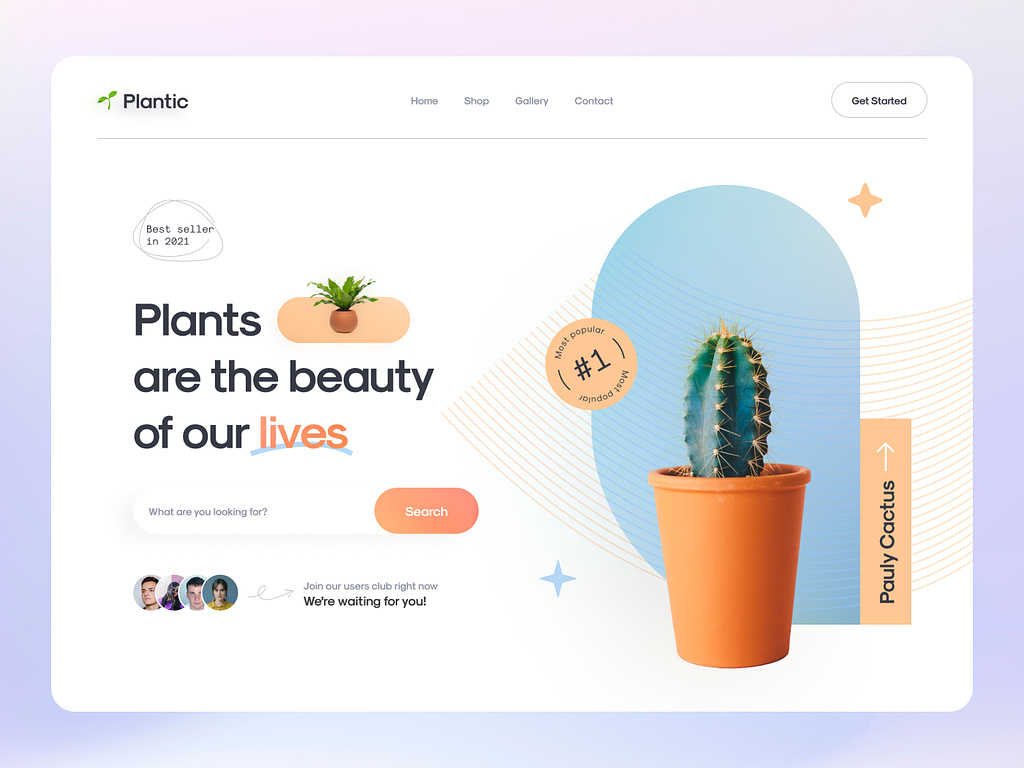 Plantic
Home
Shop
Gallery
Contact
Get Started
Best seller
in 2021
Plants
are the beauty
of our lives
What are you looking for?
Search
Join our users club right now
We're waiting for you!
Most popular
#1
Most popular
Pauly Cactus